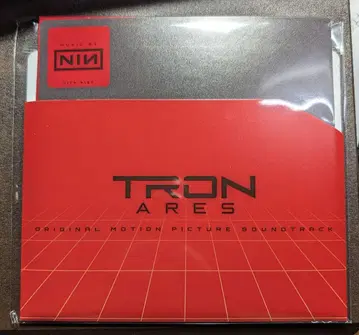 MUSIC BY
NIN
TRON
ARES
ORIGINAL MOTION PICTURE SOUNDTRACK